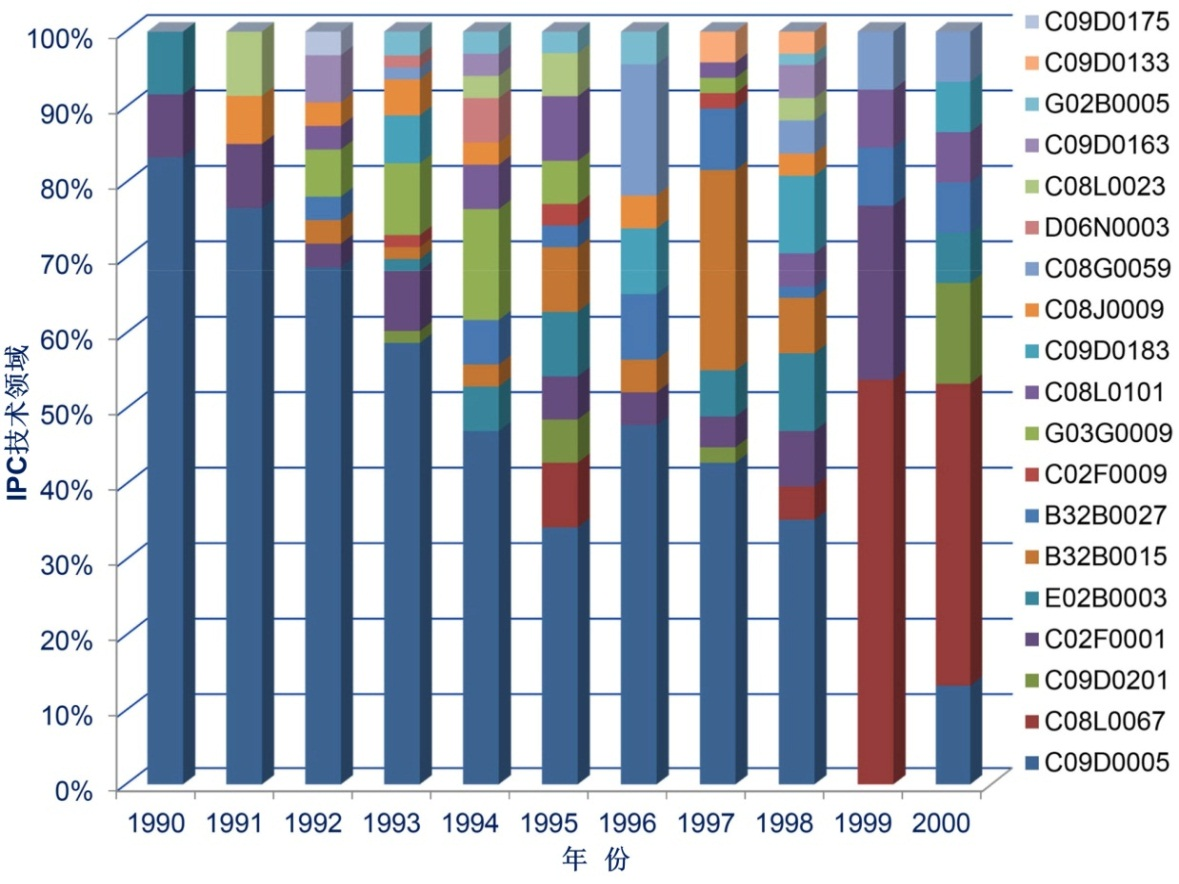 100%
90%
80%
70%
60%
50%
40%
30%
20%
10%
0%
IPC技术领域
1990 1991 1992 1993 1994 1995 1996 1997 1998 1999 2000
年 份
C09D0175
C09D0133
G02B0005
C09D0163
C08L0023
D06N0003
C08G0059
C08J0009
C09D0183
C08L0101
G03G0009
C02F0009
B32B0027
B32B0015
E02B0003
C02F0001
C09D0201
C08L0067
C09D0005